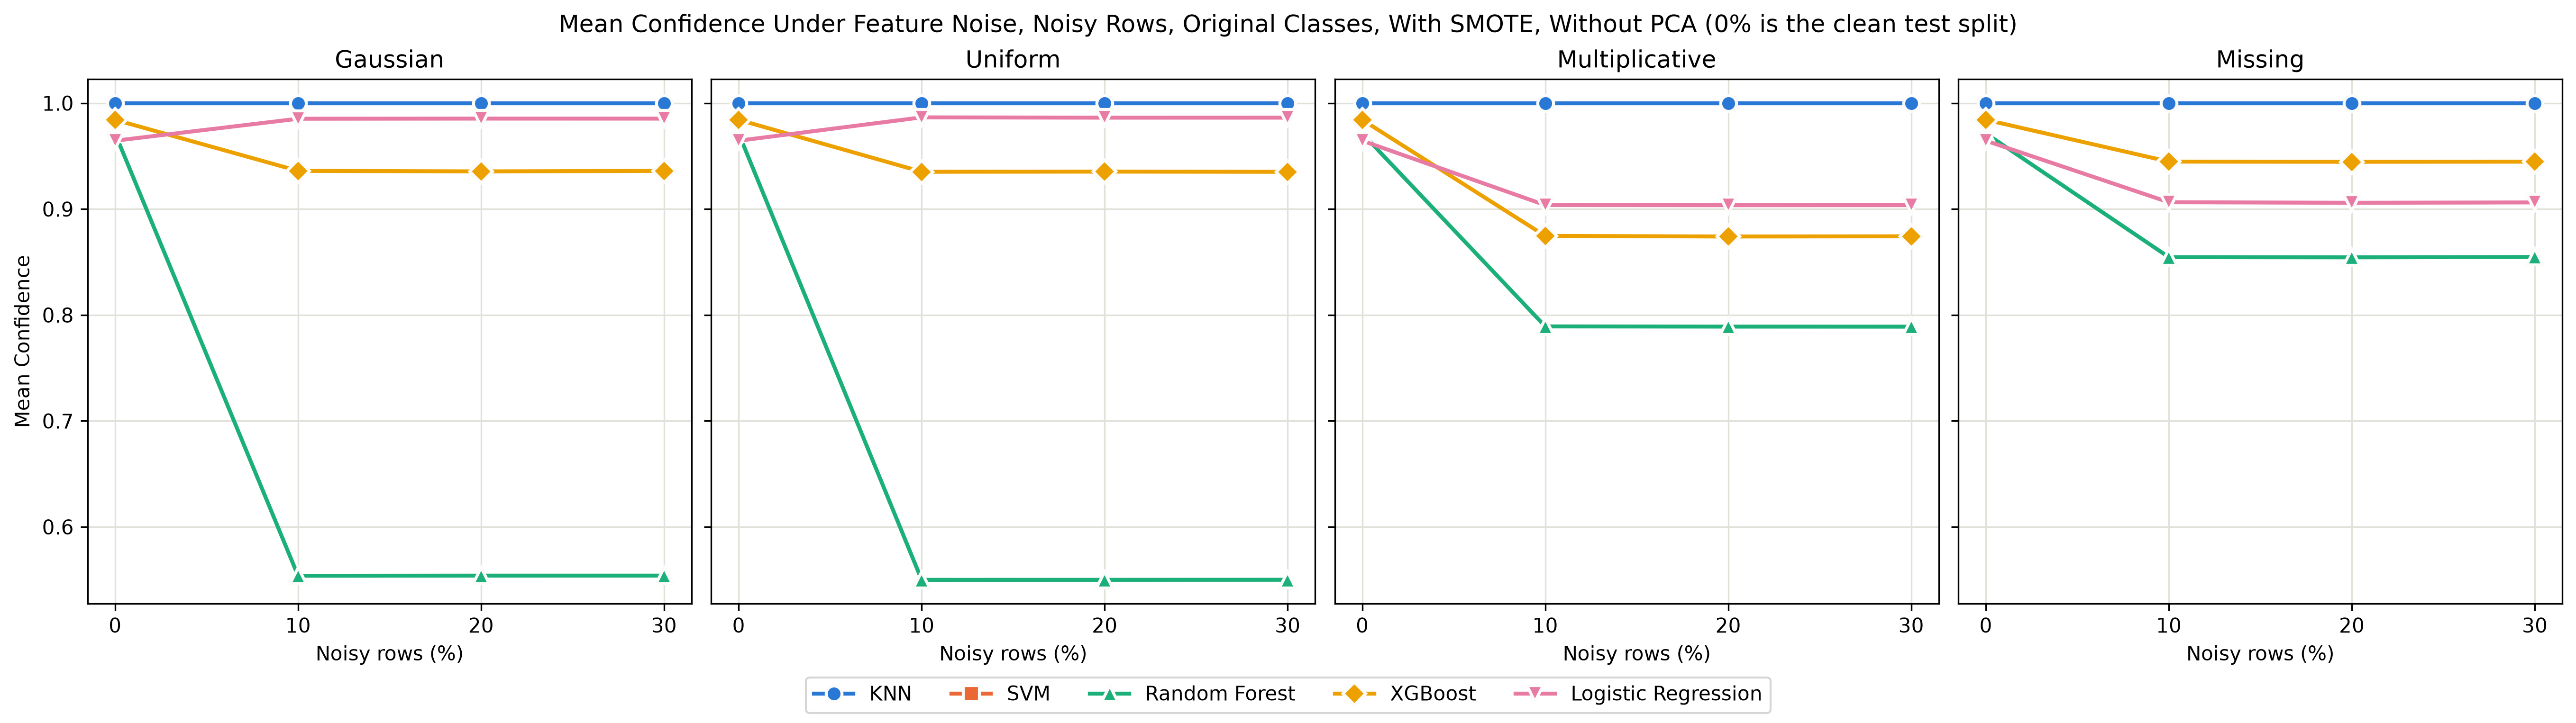 Mean Confidence Under Feature Noise, Noisy Rows, Original Classes, With SMOTE, Without PCA (0% is the clean test split)
Gaussian
Uniform
Multiplicative
Missing
Mean Confidence
1.0
0.9
0.8
0.7
0.6
0 10 20 30
0 10 20 30
0 10 20 30
0 10 20 30
Noisy rows (%)
Noisy rows (%)
Noisy rows (%)
Noisy rows (%)
KNN
SVM
Random Forest
XGBoost
Logistic Regression